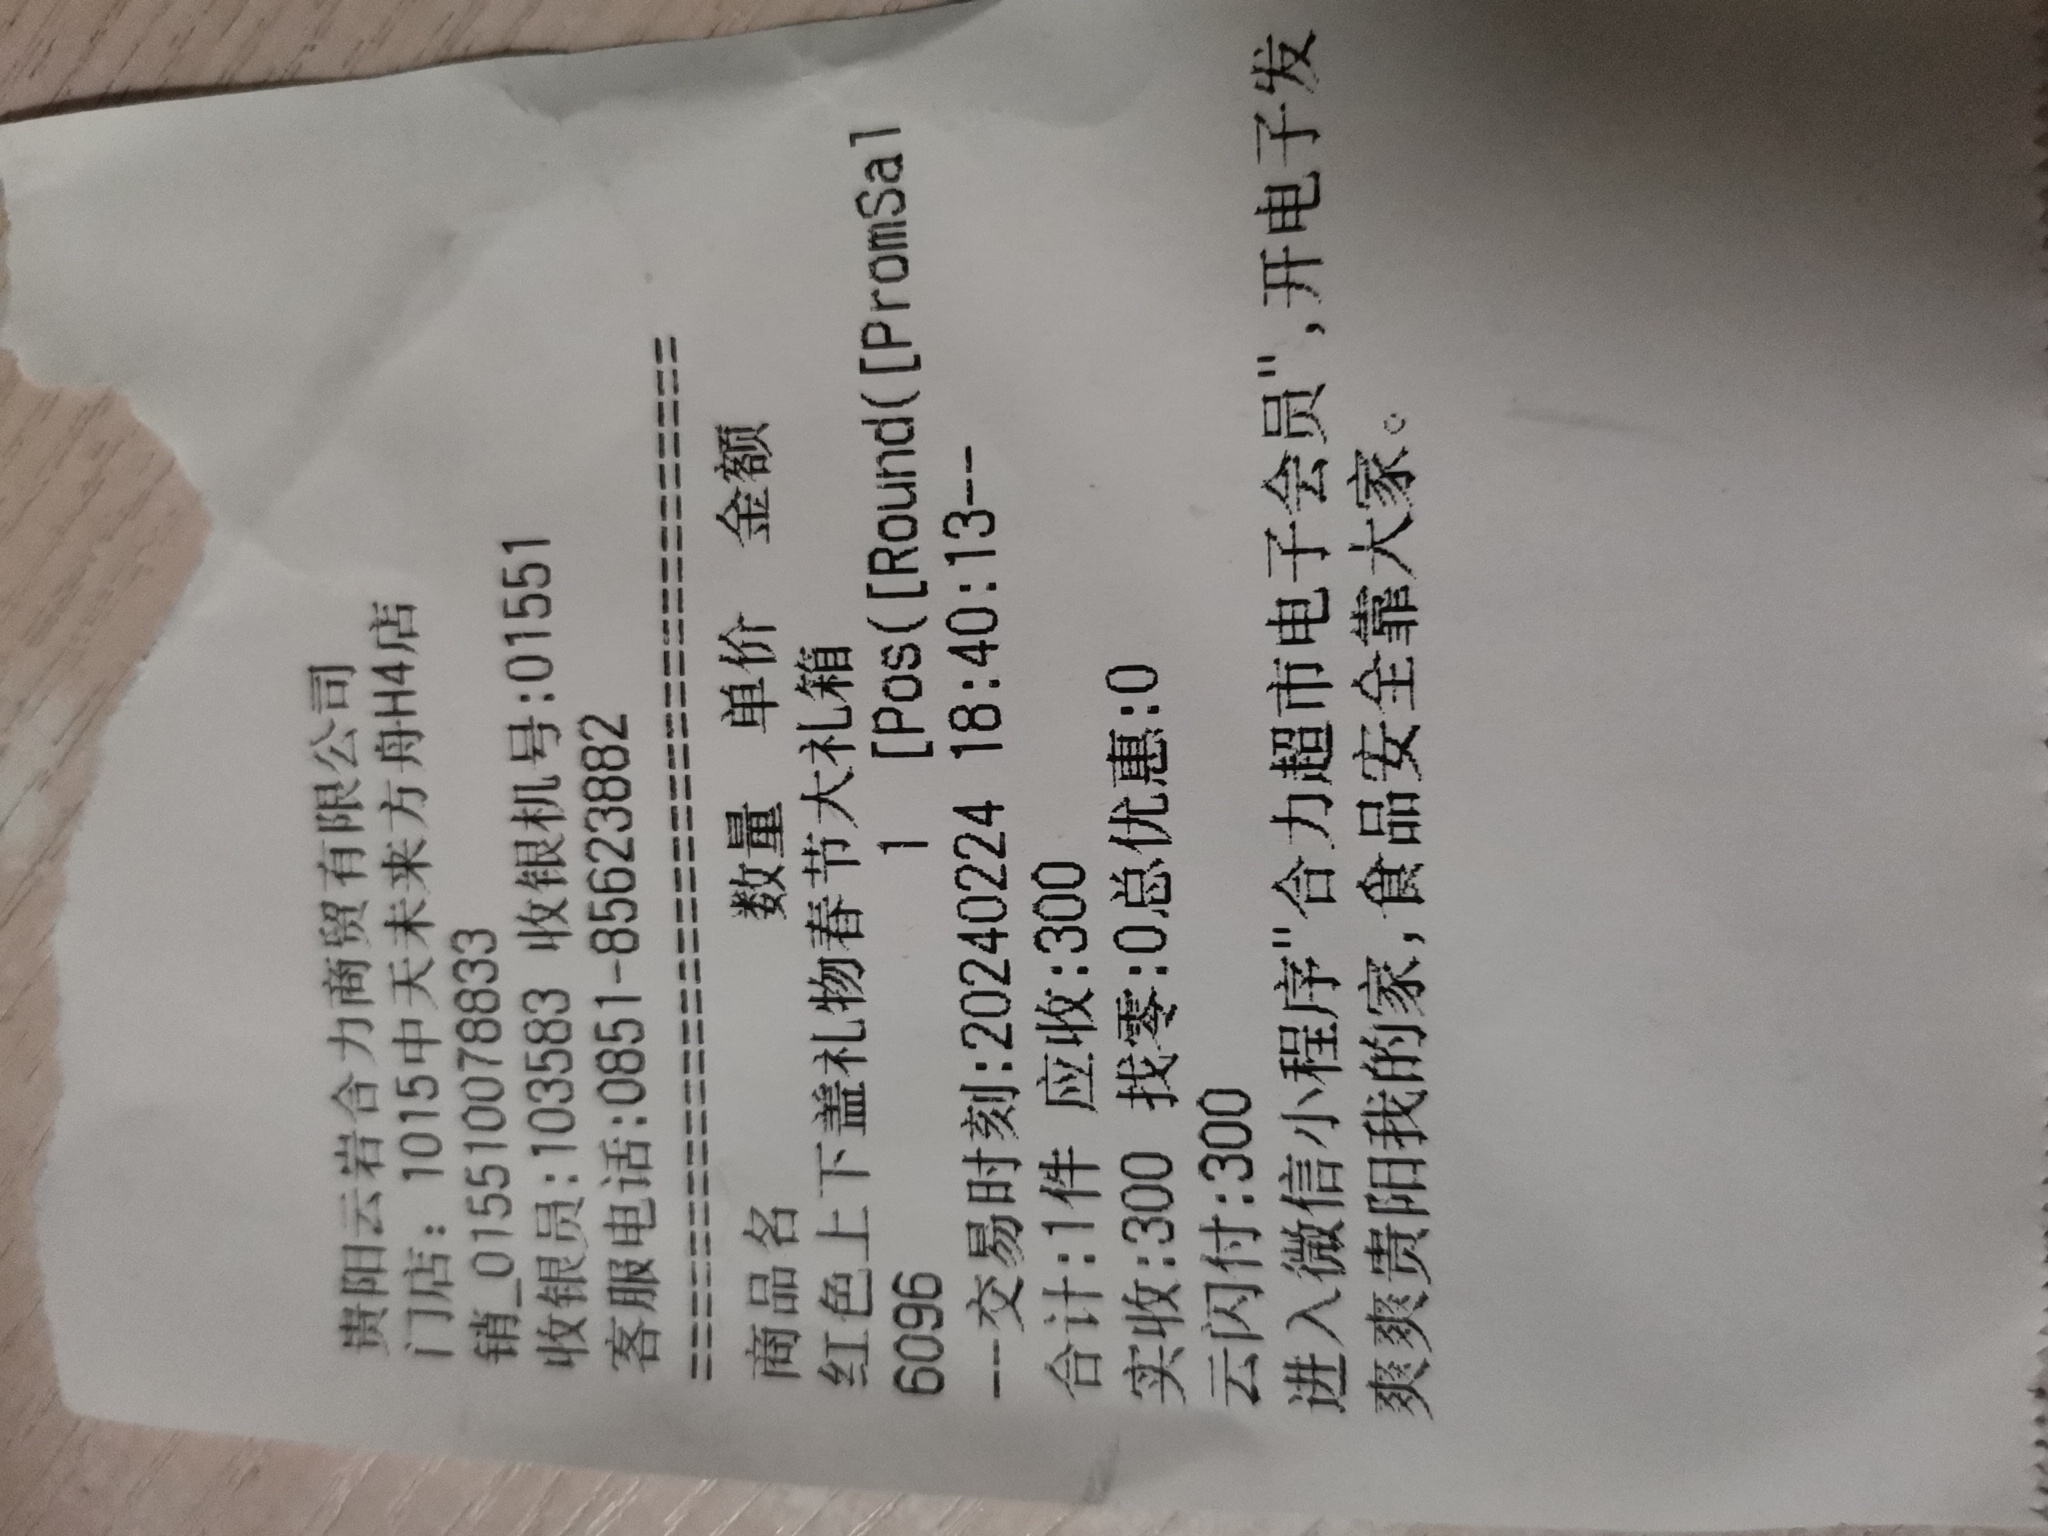 贵阳云岩合力商贸有限公司
门店：1015中天未来方舟H4店
销_015510078833
收银员:103583 收银机号:01551
客服电话:0851-85623882
==========================================
商品名 数量 单价 金额
红色上下盖礼物春节大礼箱
6096 1 [Pos([Round([PromSal
--交易时刻:20240224 18:40:13--
合计:1件 应收:300
实收:300 找零:0总优惠:0
云闪付:300
进入微信小程序"合力超市电子会员",开电子发
爽爽贵阳我的家,食品安全靠大家。